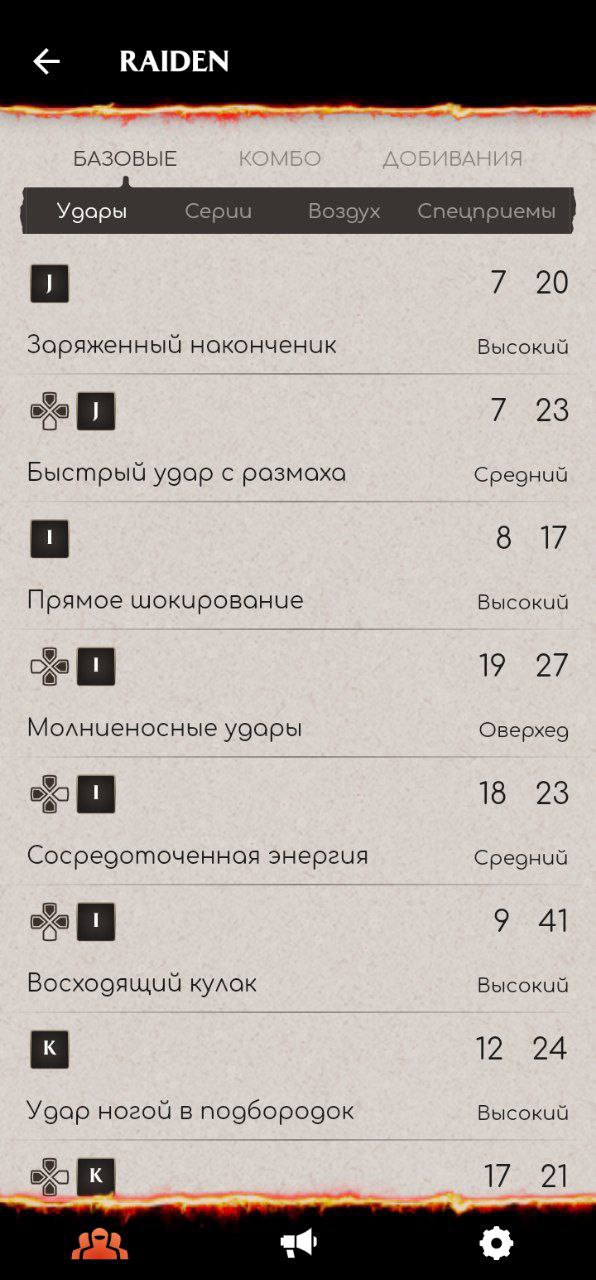 RAIDEN
БАЗОВЫЕ КОМБО ДОБИВАНИЯ
Удары Серии Воздух Спецприемы
J 7 20
Заряженный наконченик Высокий
J 7 23
Быстрый удар с размаха Средний
I 8 17
Прямое шокирование Высокий
I 19 27
Молниеносные удары Оверхед
I 18 23
Сосредоточенная энергия Средний
I 9 41
Восходящий кулак Высокий
K 12 24
Удар ногой в подбородок Высокий
K 17 21